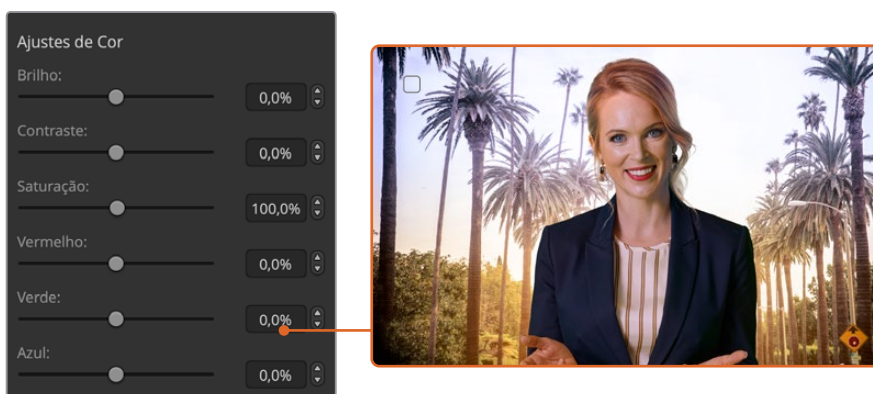 Ajustes de Cor
Brilho:
0,0%
Contraste:
0,0%
Saturação:
100,0%
Vermelho:
0,0%
Verde:
0,0%
Azul:
0,0%